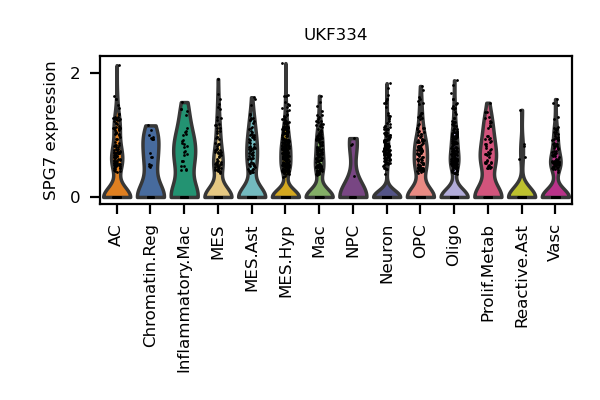 UKF334
SPG7 expression
2
0
AC
Chromatin.Reg
Inflammatory.Mac
MES
MES.Ast
MES.Hyp
Mac
NPC
Neuron
OPC
Oligo
Prolif.Metab
Reactive.Ast
Vasc